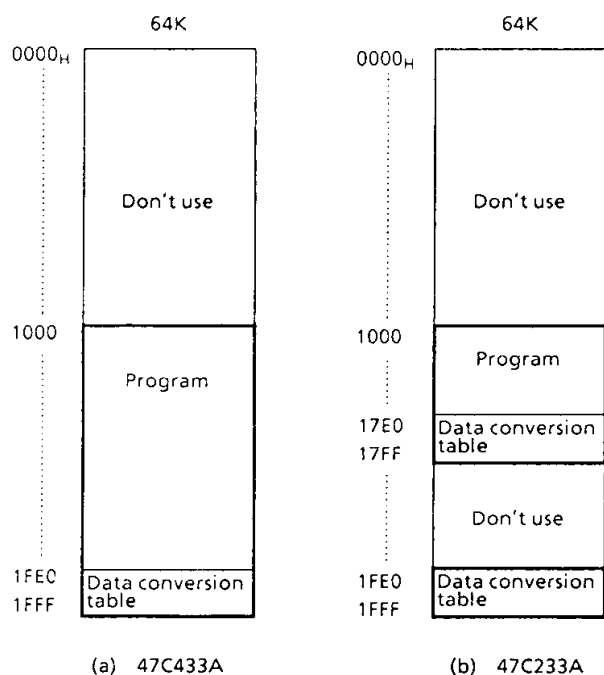 64K
0000H
Don't use
1000
Program
1FE0
Data conversion
1FFF
table
(a) 47C433A
64K
0000H
Don't use
1000
Program
17E0
Data conversion
17FF
table
Don't use
1FE0
Data conversion
1FFF
table
(b) 47C233A